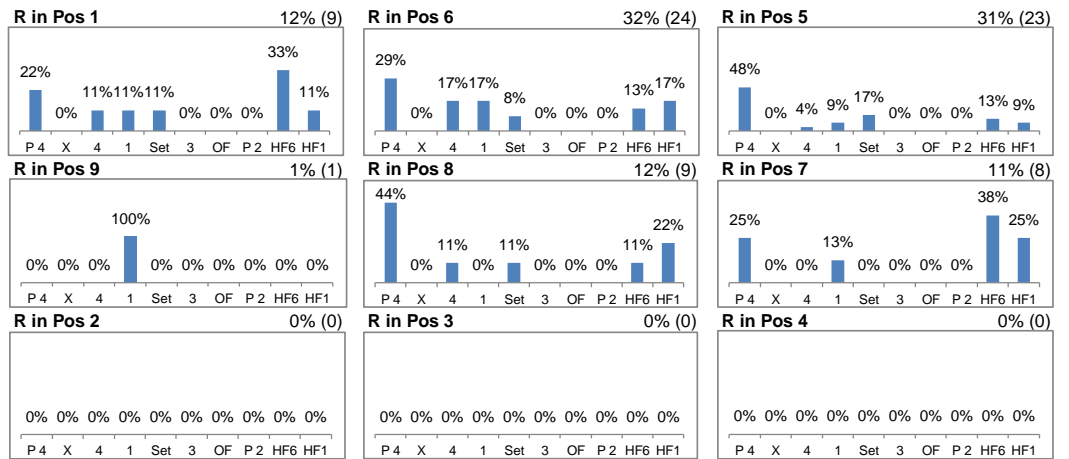 R in Pos 1 12% (9)
33%
22%
11% 11% 11% 11%
0% 0% 0% 0%
P 4 X 4 1 Set 3 OF P 2 HF6 HF1
R in Pos 6 32% (24)
29%
17% 17% 17%
13%
8%
0% 0% 0% 0%
P 4 X 4 1 Set 3 OF P 2 HF6 HF1
R in Pos 5 31% (23)
48%
17%
13%
9% 9%
4%
0% 0% 0% 0%
P 4 X 4 1 Set 3 OF P 2 HF6 HF1
R in Pos 9 1% (1)
100%
0% 0% 0% 0% 0% 0% 0% 0% 0%
P 4 X 4 1 Set 3 OF P 2 HF6 HF1
R in Pos 8 12% (9)
44%
22%
11% 11% 11%
0% 0% 0% 0% 0%
P 4 X 4 1 Set 3 OF P 2 HF6 HF1
R in Pos 7 11% (8)
38%
25% 25%
13%
0% 0% 0% 0% 0% 0%
P 4 X 4 1 Set 3 OF P 2 HF6 HF1
R in Pos 2 0% (0)
0% 0% 0% 0% 0% 0% 0% 0% 0% 0%
P 4 X 4 1 Set 3 OF P 2 HF6 HF1
R in Pos 3 0% (0)
0% 0% 0% 0% 0% 0% 0% 0% 0% 0%
P 4 X 4 1 Set 3 OF P 2 HF6 HF1
R in Pos 4 0% (0)
0% 0% 0% 0% 0% 0% 0% 0% 0% 0%
P 4 X 4 1 Set 3 OF P 2 HF6 HF1